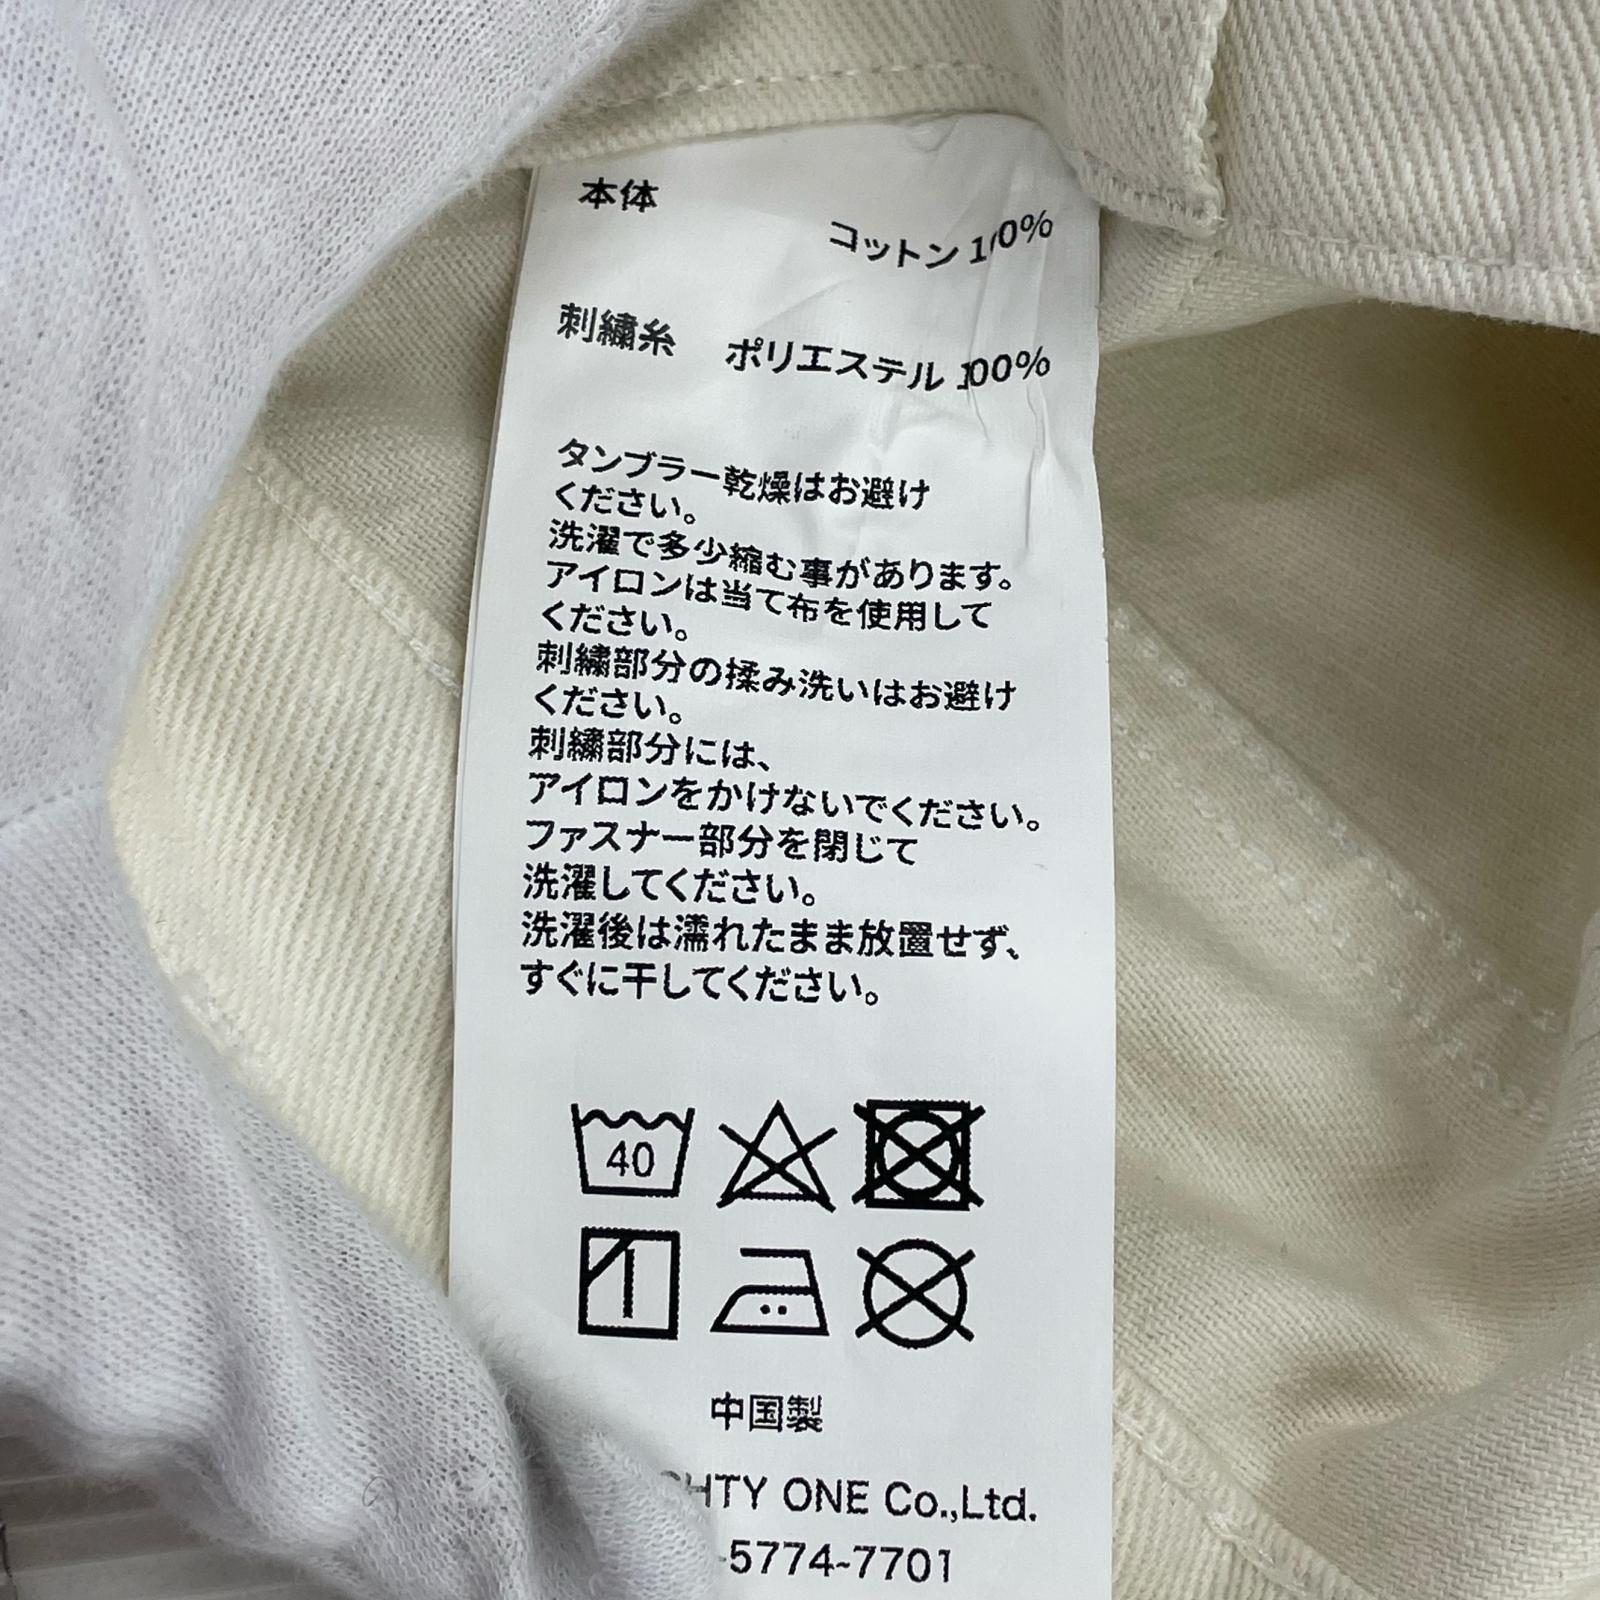 本体
コットン 100%
刺繍糸 ポリエステル 100%
タンブラー乾燥はお避け
ください。
洗濯で多少縮む事があります。
アイロンは当て布を使用して
ください。
刺繍部分の揉み洗いはお避け
ください。
刺繍部分には、
アイロンをかけないでください。
ファスナー部分を閉じて
洗濯してください。
洗濯後は濡れたまま放置せず、
すぐに干してください。
40
中国製
HTY ONE Co.,Ltd.
-5774-7701